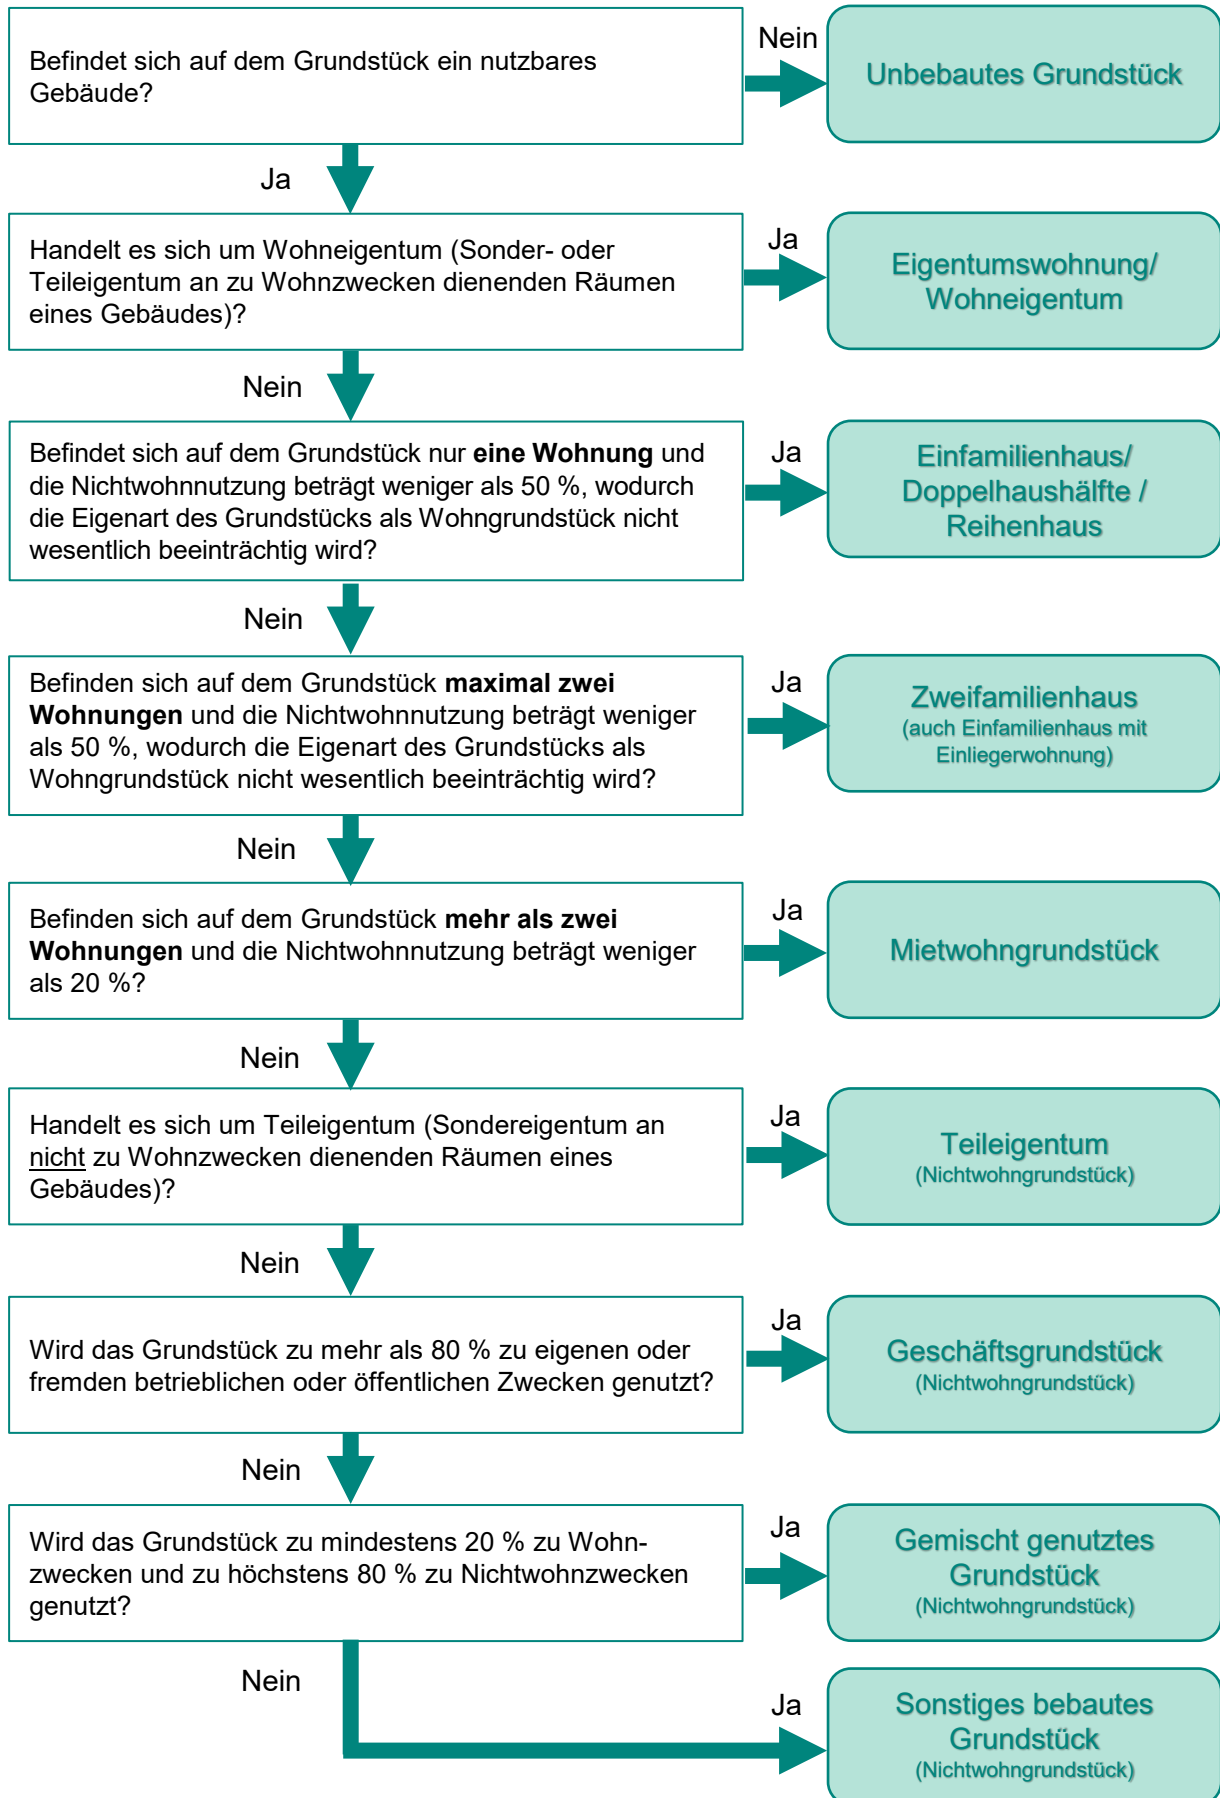 Befindet sich auf dem Grundstück ein nutzbares
Gebäude?
Nein
Unbebautes Grundstück
Ja
Handelt es sich um Wohneigentum (Sonder- oder
Teileigentum an zu Wohnzwecken dienenden Räumen
eines Gebäudes)?
Ja
Eigentumswohnung/
Wohneigentum
Nein
Befindet sich auf dem Grundstück nur eine Wohnung und
die Nichtwohnnutzung beträgt weniger als 50 %, wodurch
die Eigenart des Grundstücks als Wohngrundstück nicht
wesentlich beeinträchtig wird?
Ja
Einfamilienhaus/
Doppelhaushälfte /
Reihenhaus
Nein
Befinden sich auf dem Grundstück maximal zwei
Wohnungen und die Nichtwohnnutzung beträgt weniger
als 50 %, wodurch die Eigenart des Grundstücks als
Wohngrundstück nicht wesentlich beeinträchtig wird?
Ja
Zweifamilienhaus
(auch Einfamilienhaus mit
Einliegerwohnung)
Nein
Befinden sich auf dem Grundstück mehr als zwei
Wohnungen und die Nichtwohnnutzung beträgt weniger
als 20 %?
Ja
Mietwohngrundstück
Nein
Handelt es sich um Teileigentum (Sondereigentum an
nicht zu Wohnzwecken dienenden Räumen eines
Gebäudes)?
Ja
Teileigentum
(Nichtwohngrundstück)
Nein
Wird das Grundstück zu mehr als 80 % zu eigenen oder
fremden betrieblichen oder öffentlichen Zwecken genutzt?
Ja
Geschäftsgrundstück
(Nichtwohngrundstück)
Nein
Wird das Grundstück zu mindestens 20 % zu Wohn-
zwecken und zu höchstens 80 % zu Nichtwohnzwecken
genutzt?
Ja
Gemischt genutztes
Grundstück
(Nichtwohngrundstück)
Nein
Ja
Sonstiges bebautes
Grundstück
(Nichtwohngrundstück)